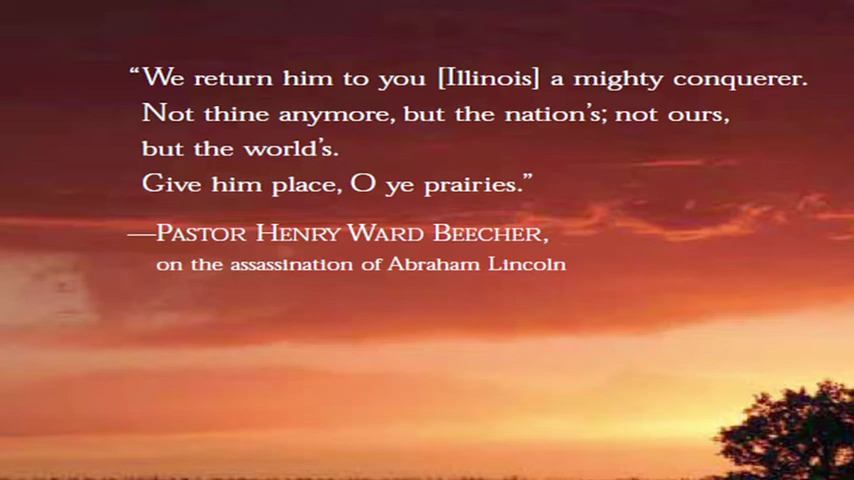 “We return him to you [Illinois] a mighty conquerer.
Not thine anymore, but the nation’s; not ours,
but the world’s.
Give him place, O ye prairies.”
—PASTOR HENRY WARD BEECHER,
on the assassination of Abraham Lincoln